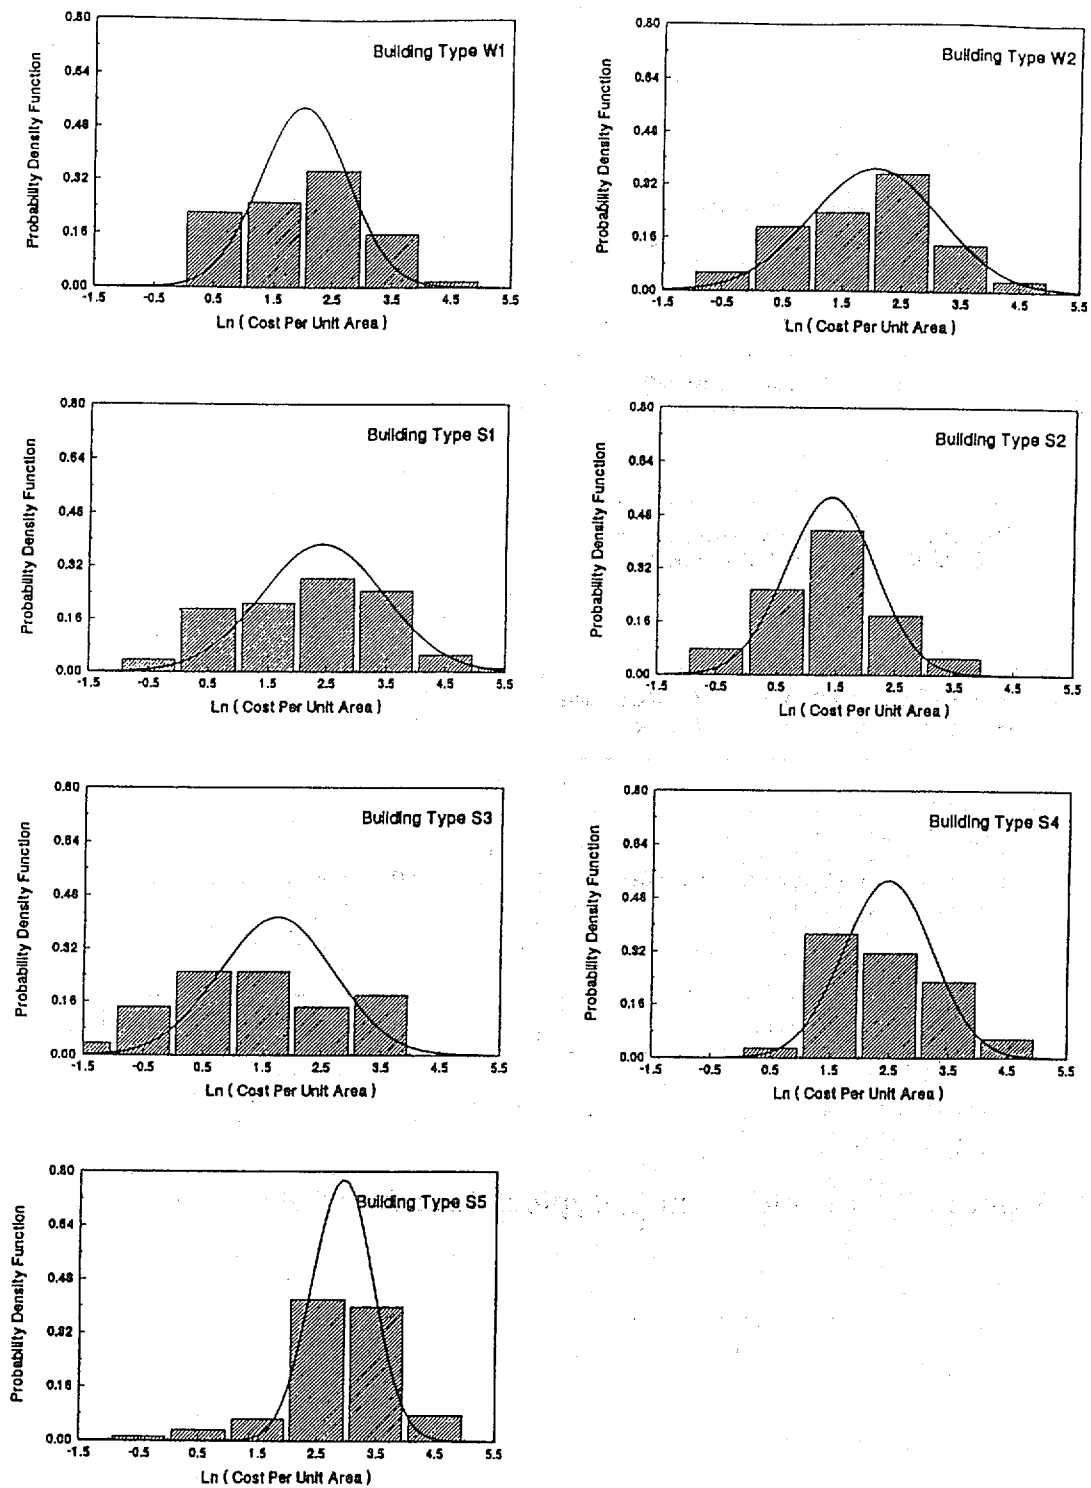 Building Type W1
Probability Density Function
0.80
0.64
0.48
0.32
0.16
0.00
-1.5 -0.5 0.5 1.5 2.5 3.5 4.5 5.5
Ln ( Cost Per Unit Area )
Building Type W2
Probability Density Function
0.80
0.64
0.48
0.32
0.16
0.00
-1.5 -0.5 0.5 1.5 2.5 3.5 4.5 5.5
Ln ( Cost Per Unit Area )
Building Type S1
Probability Density Function
0.80
0.64
0.48
0.32
0.16
0.00
-1.5 -0.5 0.5 1.5 2.5 3.5 4.5 5.5
Ln ( Cost Per Unit Area )
Building Type S2
Probability Density Function
0.80
0.64
0.48
0.32
0.16
0.00
-1.5 -0.5 0.5 1.5 2.5 3.5 4.5 5.5
Ln ( Cost Per Unit Area )
Building Type S3
Probability Density Function
0.80
0.64
0.48
0.32
0.16
0.00
-1.5 -0.5 0.5 1.5 2.5 3.5 4.5 5.5
Ln ( Cost Per Unit Area )
Building Type S4
Probability Density Function
0.80
0.64
0.48
0.32
0.16
0.00
-1.5 -0.5 0.5 1.5 2.5 3.5 4.5 5.5
Ln ( Cost Per Unit Area )
Building Type S5
Probability Density Function
0.80
0.64
0.48
0.32
0.16
0.00
-1.5 -0.5 0.5 1.5 2.5 3.5 4.5 5.5
Ln ( Cost Per Unit Area )